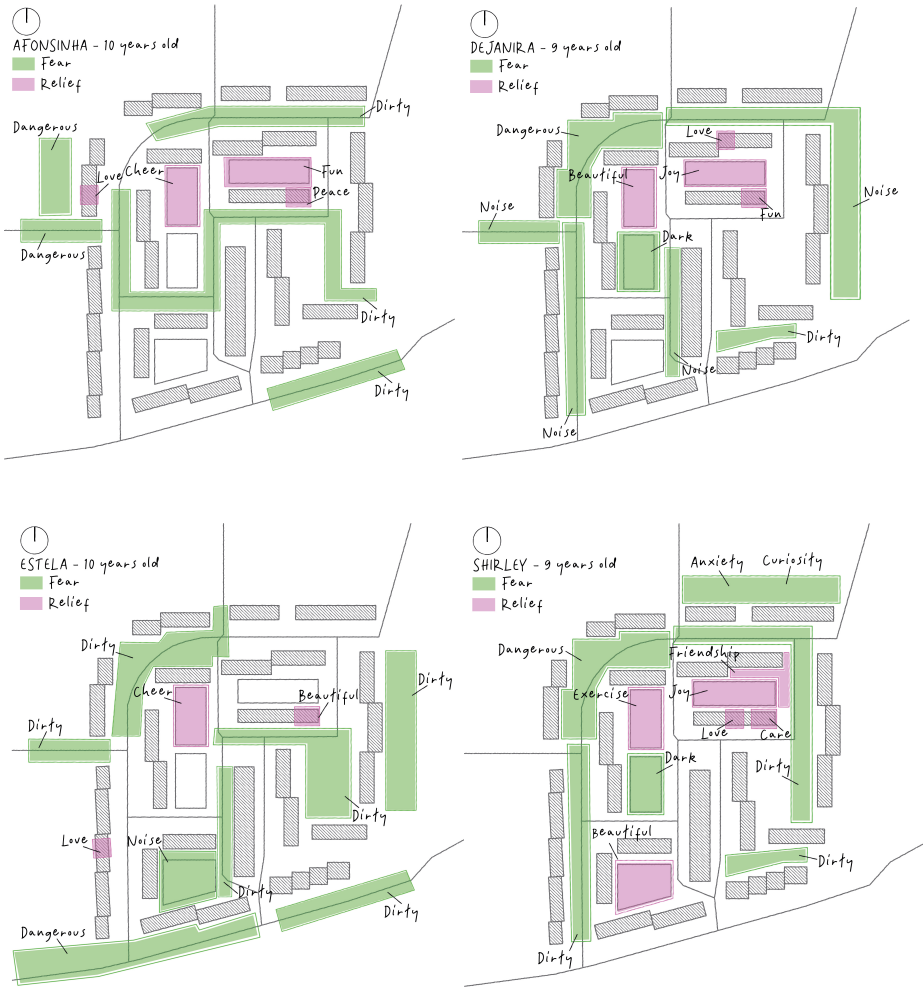 AFONSINHA - 10 years old
Fear
Relief
Dirty
Dangerous
Love
Cheer
Fun
Peace
Dangerous
Dirty
Dirty
DEJANIRA - 9 years old
Fear
Relief
Dangerous
Love
Beautiful
Joy
Noise
Noise
Fun
Dark
Dirty
Noise
Noise
ESTELA - 10 years old
Fear
Relief
Dirty
Cheer
Beautiful
Dirty
Dirty
Dirty
Love
Noise
Dirty
Dirty
Dangerous
SHIRLEY - 9 years old
Fear
Relief
Anxiety
Curiosity
Dangerous
Friendship
Exercise
Joy
Love
Care
Dark
Dirty
Beautiful
Dirty
Dirty